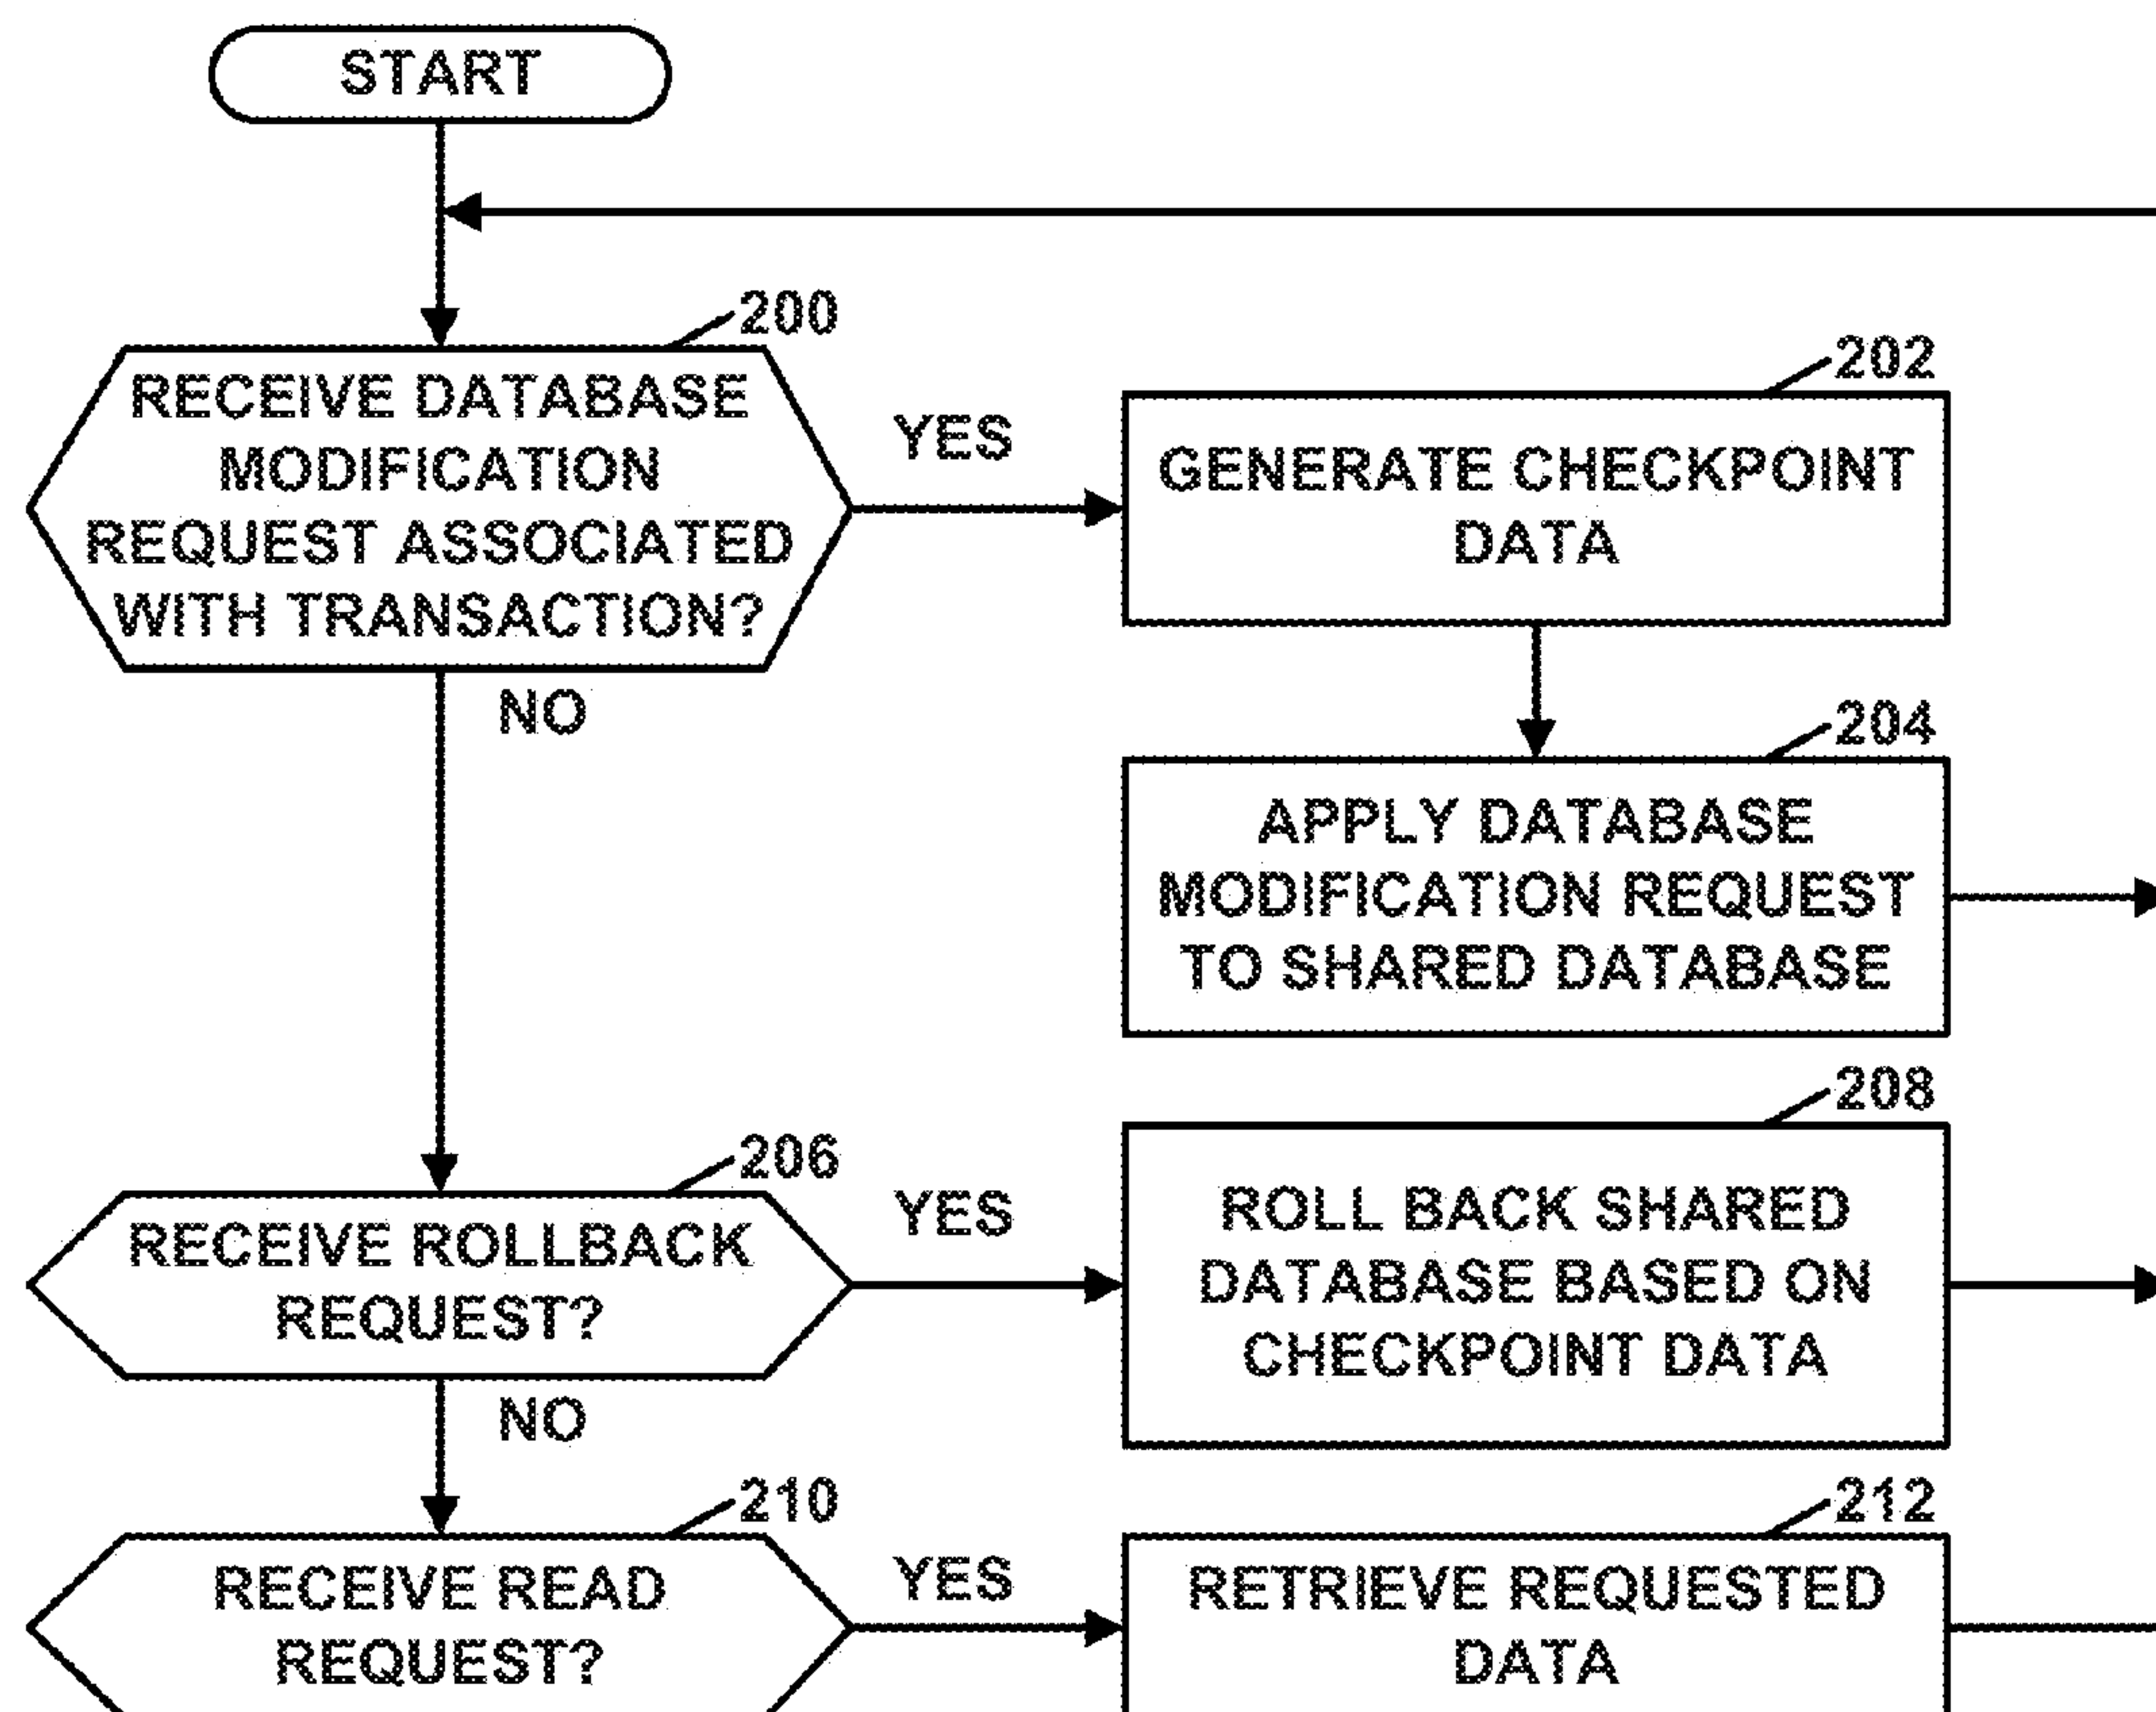 START
200
RECEIVE DATABASE
MODIFICATION
REQUEST ASSOCIATED
WITH TRANSACTION?
YES
NO
202
GENERATE CHECKPOINT
DATA
204
APPLY DATABASE
MODIFICATION REQUEST
TO SHARED DATABASE
206
RECEIVE ROLLBACK
REQUEST?
YES
NO
208
ROLL BACK SHARED
DATABASE BASED ON
CHECKPOINT DATA
210
RECEIVE READ
REQUEST?
YES
212
RETRIEVE REQUESTED
DATA